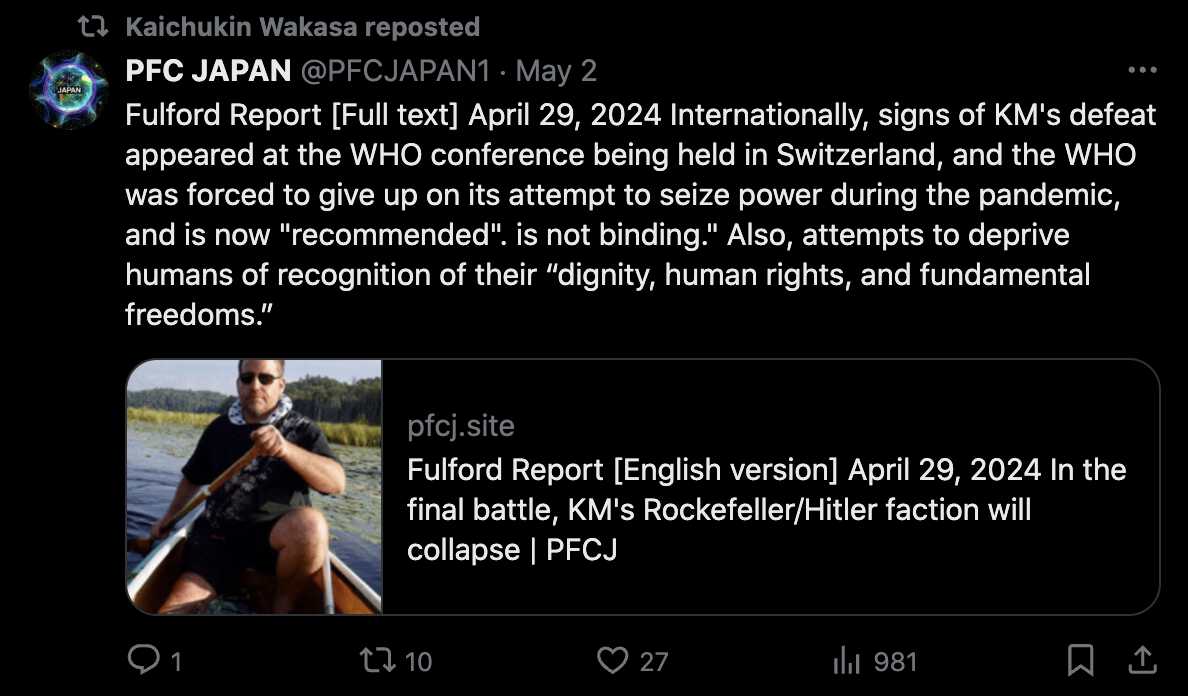 Kaichukin Wakasa reposted
PFC JAPAN @PFCJAPAN1 · May 2
Fulford Report [Full text] April 29, 2024 Internationally, signs of KM's defeat
appeared at the WHO conference being held in Switzerland, and the WHO
was forced to give up on its attempt to seize power during the pandemic,
and is now "recommended". is not binding." Also, attempts to deprive
humans of recognition of their “dignity, human rights, and fundamental
freedoms.”
JAPAN
pfcj.site
Fulford Report [English version] April 29, 2024 In the
final battle, KM's Rockefeller/Hitler faction will
collapse | PFCJ
1 10 27 981